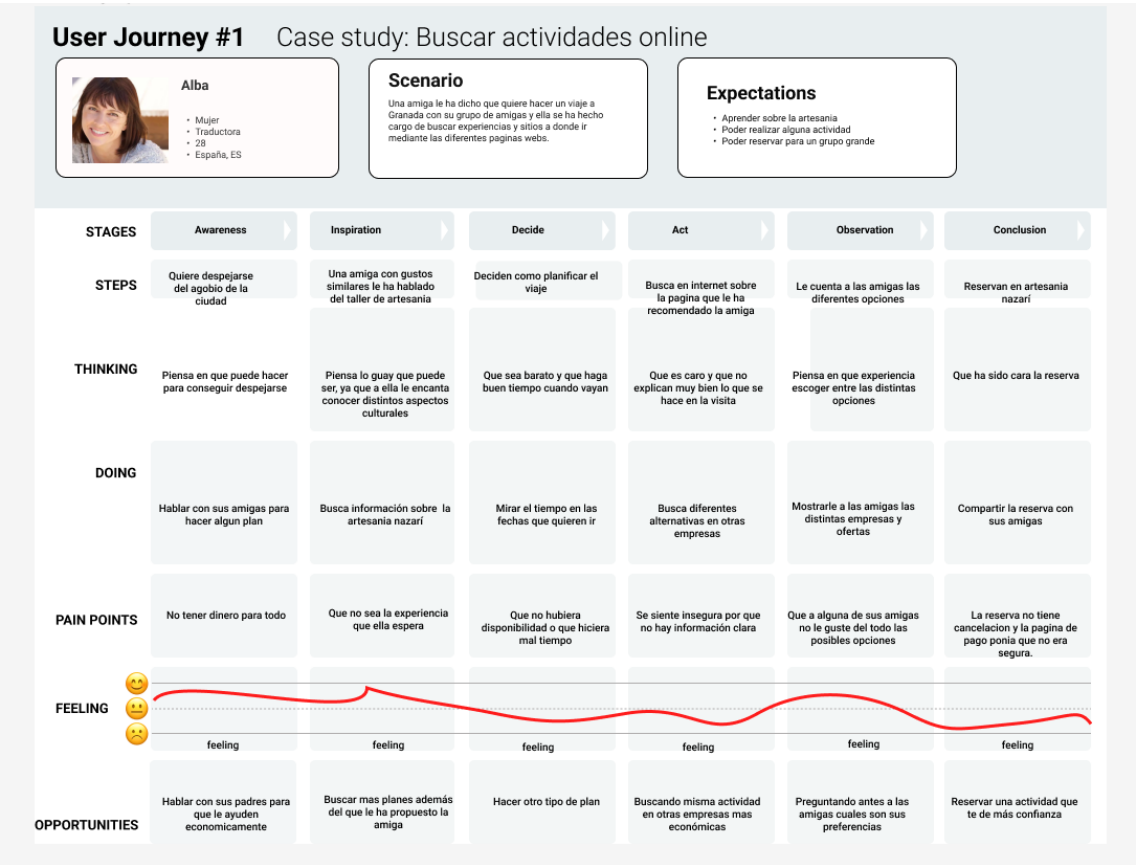 User Journey #1 Case study: Buscar actividades online
Alba
• Mujer
• Traductora
• 28
• España, ES
Scenario
Una amiga le ha dicho que quiere hacer un viaje a
Granada con su grupo de amigas y ella se ha hecho
cargo de buscar experiencias y sitios a donde ir
mediante las diferentes paginas webs.
Expectations
• Aprender sobre la artesania
• Poder realizar alguna actividad
• Poder reservar para un grupo grande
STAGES
Awareness
Inspiration
Decide
Act
Observation
Conclusion
STEPS
Quiere despejarse
del agobio de la
ciudad
Una amiga con gustos
similares le ha hablado
del taller de artesania
Deciden como planificar el
viaje
Busca en internet sobre
la pagina que le ha
recomendado la amiga
Le cuenta a las amigas las
diferentes opciones
Reservan en artesania
nazarí
THINKING
Piensa en que puede hacer
para conseguir despejarse
Piensa lo guay que puede
ser, ya que a ella le encanta
conocer distintos aspectos
culturales
Que sea barato y que haga
buen tiempo cuando vayan
Que es caro y que no
explican muy bien lo que se
hace en la visita
Piensa en que experiencia
escoger entre las distintas
opciones
Que ha sido cara la reserva
DOING
Hablar con sus amigas para
hacer algun plan
Busca información sobre la
artesania nazarí
Mirar el tiempo en las
fechas que quieren ir
Busca diferentes
alternativas en otras
empresas
Mostrarle a las amigas las
distintas empresas y
ofertas
Compartir la reserva con
sus amigas
PAIN POINTS
No tener dinero para todo
Que no sea la experiencia
que ella espera
Que no hubiera
disponibilidad o que hiciera
mal tiempo
Se siente insegura por que
no hay información clara
Que a alguna de sus amigas
no le guste del todo las
posibles opciones
La reserva no tiene
cancelacion y la pagina de
pago ponia que no era
segura.
FEELING
feeling
feeling
feeling
feeling
feeling
feeling
OPPORTUNITIES
Hablar con sus padres para
que le ayuden
economicamente
Buscar mas planes además
del que le ha propuesto la
amiga
Hacer otro tipo de plan
Buscando misma actividad
en otras empresas mas
económicas
Preguntando antes a las
amigas cuales son sus
preferencias
Reservar una actividad que
te de más confianza